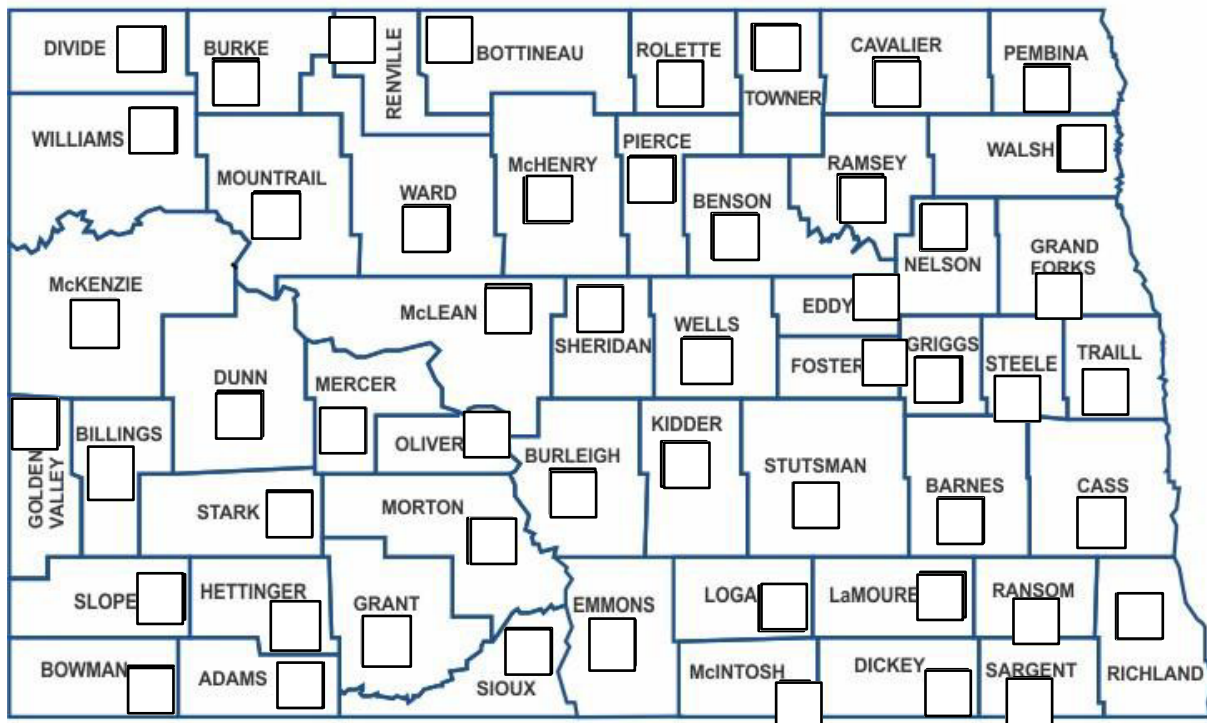 DIVIDE
BURKE
RENVILLE
BOTTINEAU
ROLETTE
TOWNER
CAVALIER
PEMBINA
WILLIAMS
MOUNTRAIL
WARD
McHENRY
PIERCE
BENSON
RAMSEY
WALSH
NELSON
GRAND
FORKS
McKENZIE
McLEAN
SHERIDAN
WELLS
EDDY
FOSTER
GRIGGS
STEELE
TRAILL
DUNN
MERCER
OLIVER
GOLDEN
VALLEY
BILLINGS
BURLEIGH
KIDDER
STUTSMAN
BARNES
CASS
STARK
MORTON
SLOPE
HETTINGER
GRANT
EMMONS
LOGA
LaMOURE
RANSOM
RICHLAND
BOWMAN
ADAMS
SIOUX
McINTOSH
DICKEY
SARGENT